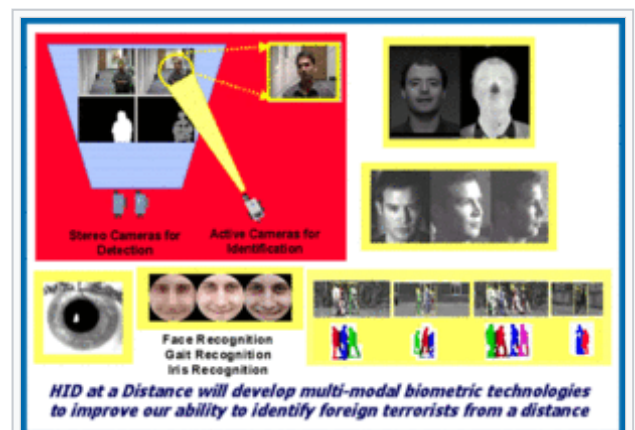 Stereo Cameras for
Detection
Active Cameras for
Identification
Face Recognition
Gait Recognition
Iris Recognition
HID at a Distance will develop multi-modal biometric technologies
to improve our ability to identify foreign terrorists from a distance